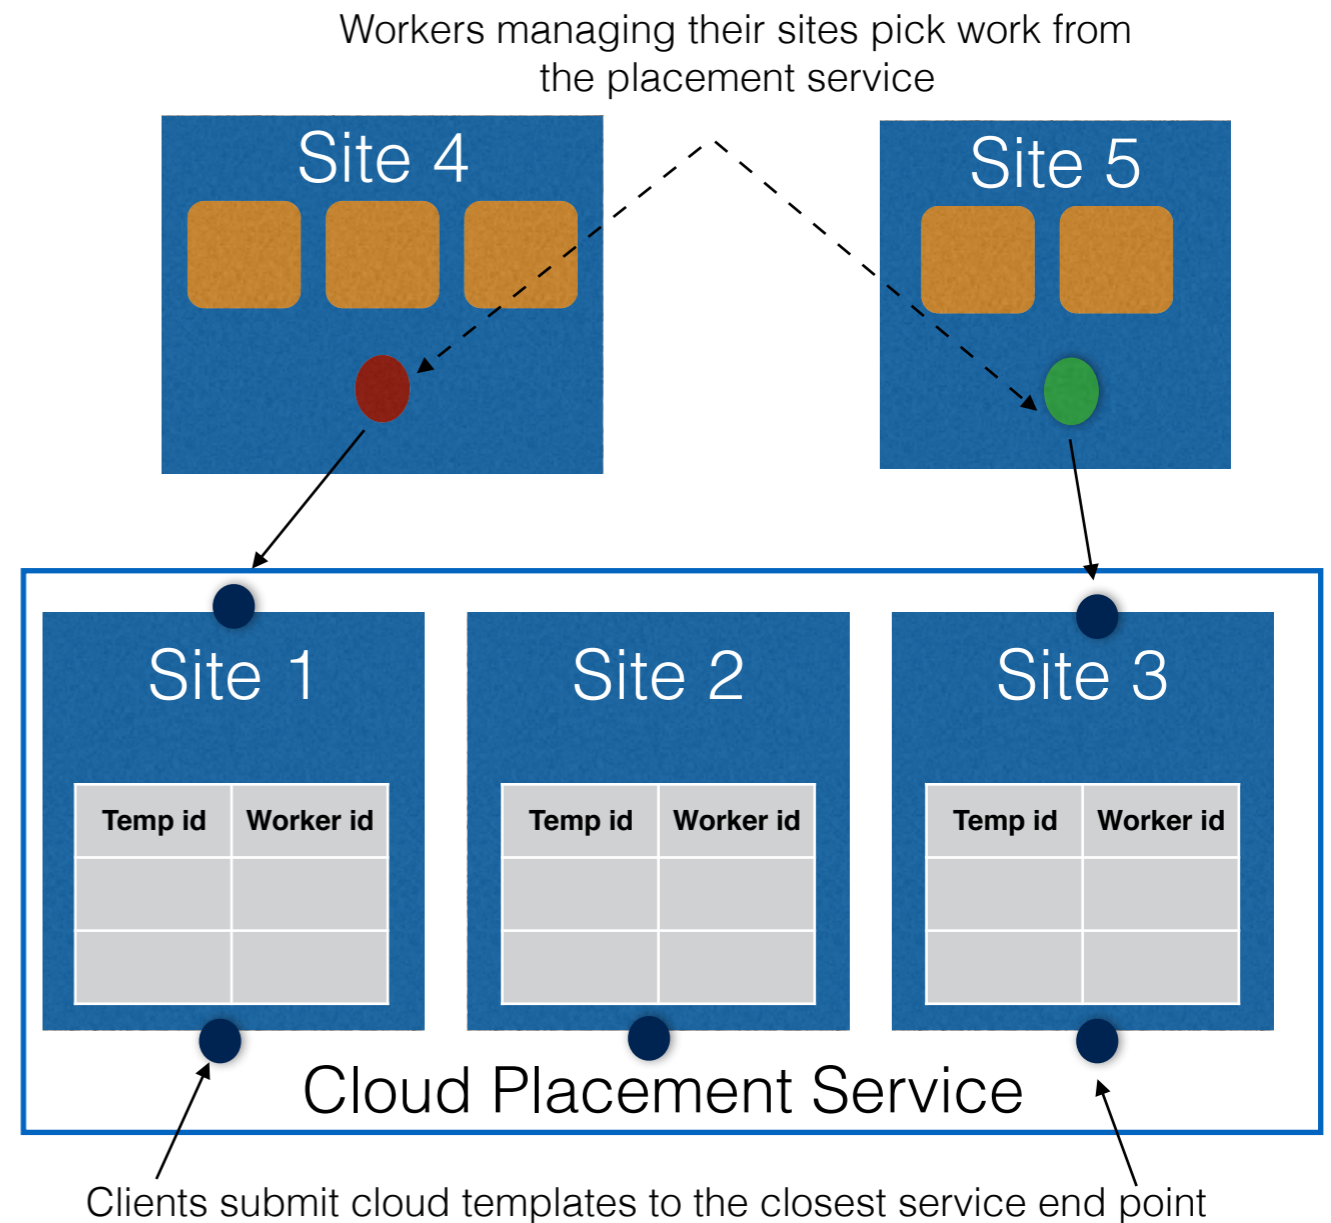 Workers managing their sites pick work from
the placement service
Site 4
Site 5
Site 1
Site 2
Site 3
Temp id
Worker id
Temp id
Worker id
Temp id
Worker id
Cloud Placement Service
Clients submit cloud templates to the closest service end point